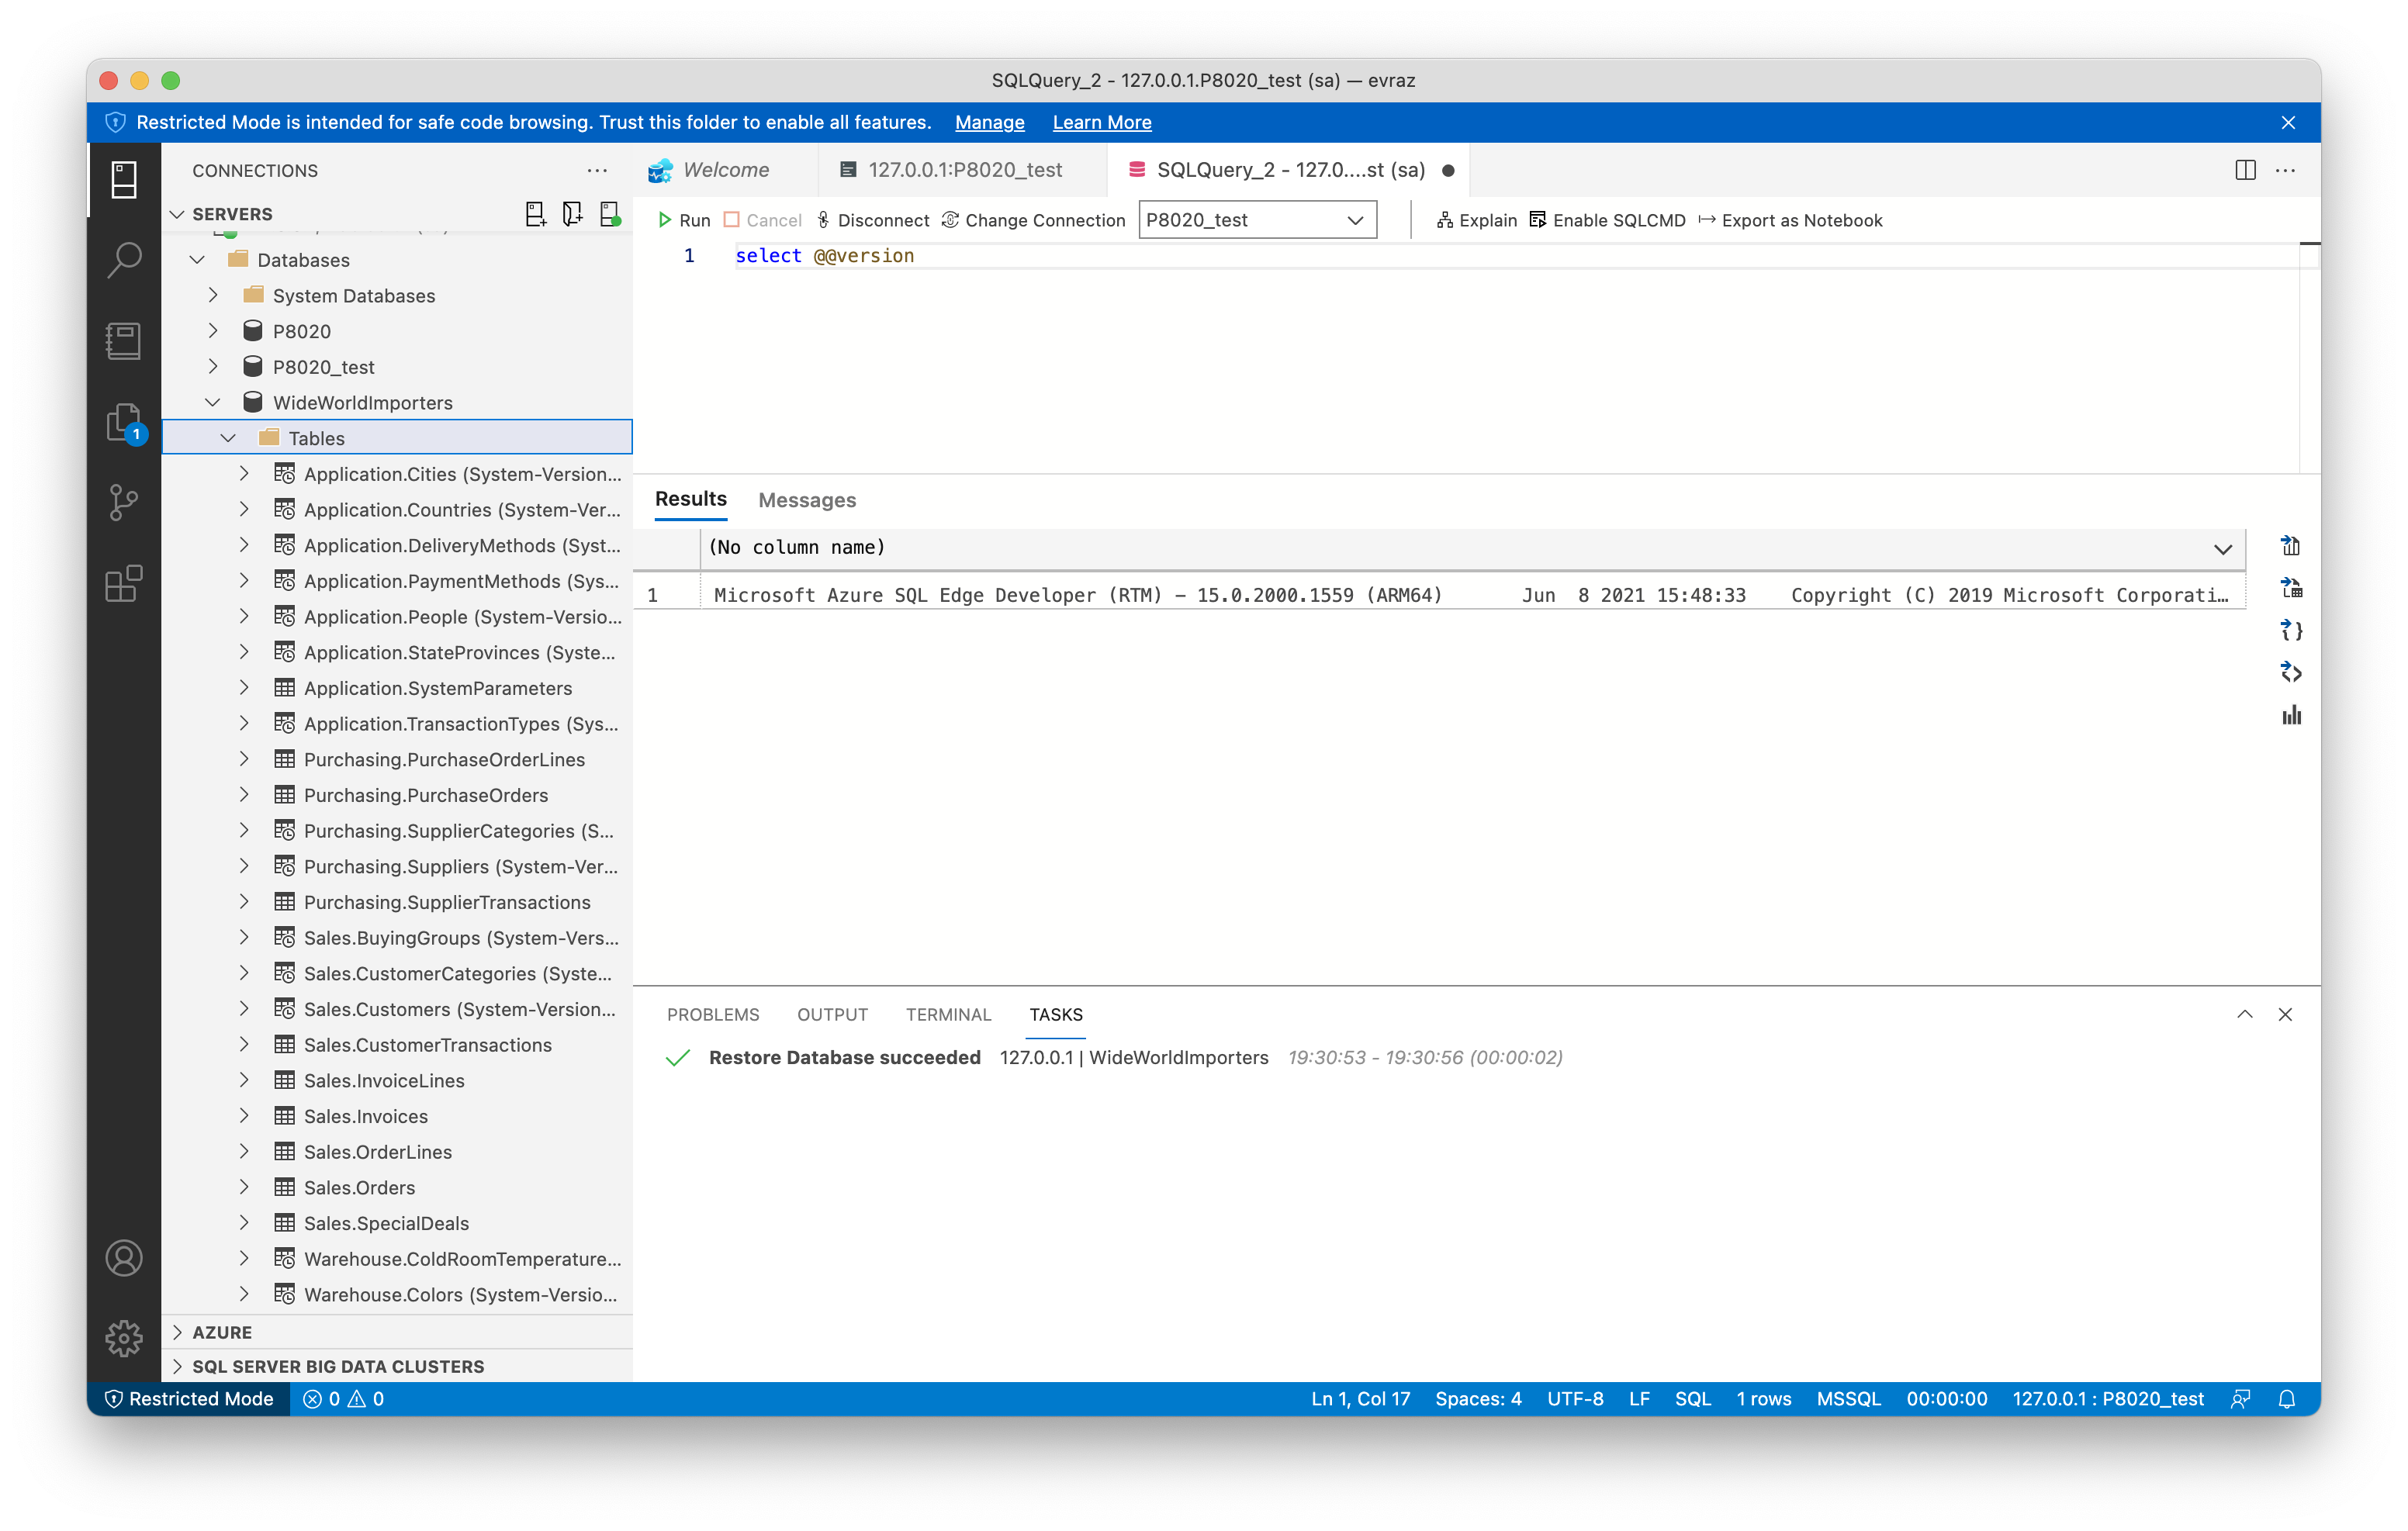 SQLQuery_2 - 127.0.0.1.P8020_test (sa) — evraz
Restricted Mode is intended for safe code browsing. Trust this folder to enable all features. Manage Learn More
CONNECTIONS
Welcome
127.0.0.1:P8020_test
SQLQuery_2 - 127.0....st (sa)
SERVERS
Run Cancel Disconnect Change Connection P8020_test Explain Enable SQLCMD Export as Notebook
1 select @@version
Databases
System Databases
P8020
P8020_test
WideWorldImporters
Tables
Application.Cities (System-Version...
Application.Countries (System-Ver...
Application.DeliveryMethods (Syst...
Application.PaymentMethods (Sys...
Application.People (System-Versio...
Application.StateProvinces (Syste...
Application.SystemParameters
Application.TransactionTypes (Sys...
Purchasing.PurchaseOrderLines
Purchasing.PurchaseOrders
Purchasing.SupplierCategories (S...
Purchasing.Suppliers (System-Ver...
Purchasing.SupplierTransactions
Sales.BuyingGroups (System-Vers...
Sales.CustomerCategories (Syste...
Sales.Customers (System-Version...
Sales.CustomerTransactions
Sales.InvoiceLines
Sales.Invoices
Sales.OrderLines
Sales.Orders
Sales.SpecialDeals
Warehouse.ColdRoomTemperature...
Warehouse.Colors (System-Versio...
AZURE
SQL SERVER BIG DATA CLUSTERS
1
Results Messages
(No column name)
1 Microsoft Azure SQL Edge Developer (RTM) - 15.0.2000.1559 (ARM64) Jun 8 2021 15:48:33 Copyright (C) 2019 Microsoft Corporati…
PROBLEMS OUTPUT TERMINAL TASKS
Restore Database succeeded 127.0.0.1 | WideWorldImporters 19:30:53 - 19:30:56 (00:00:02)
Restricted Mode 0 0 Ln 1, Col 17 Spaces: 4 UTF-8 LF SQL 1 rows MSSQL 00:00:00 127.0.0.1 : P8020_test